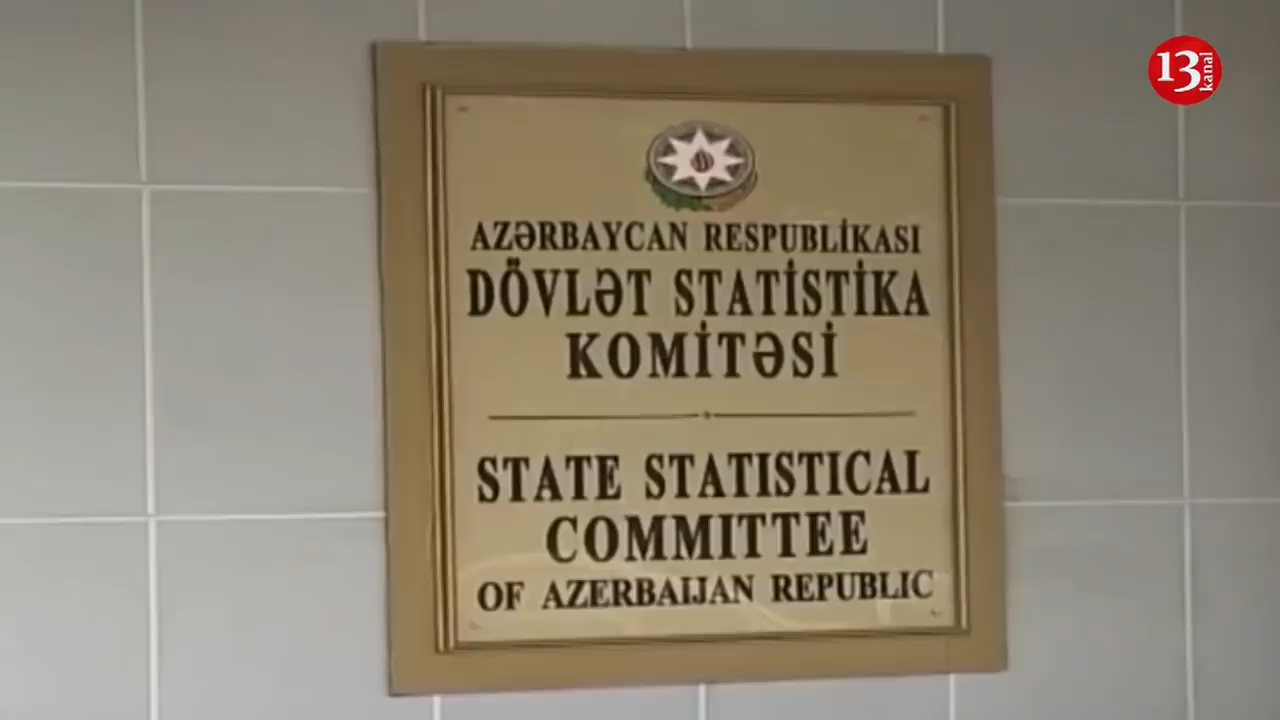 13 kanal
AZƏRBAYCAN RESPUBLİKASI
DÖVLƏT STATİSTİKA
KOMİTƏSİ
STATE STATISTICAL
COMMITTEE
OF AZERBAIJAN REPUBLIC